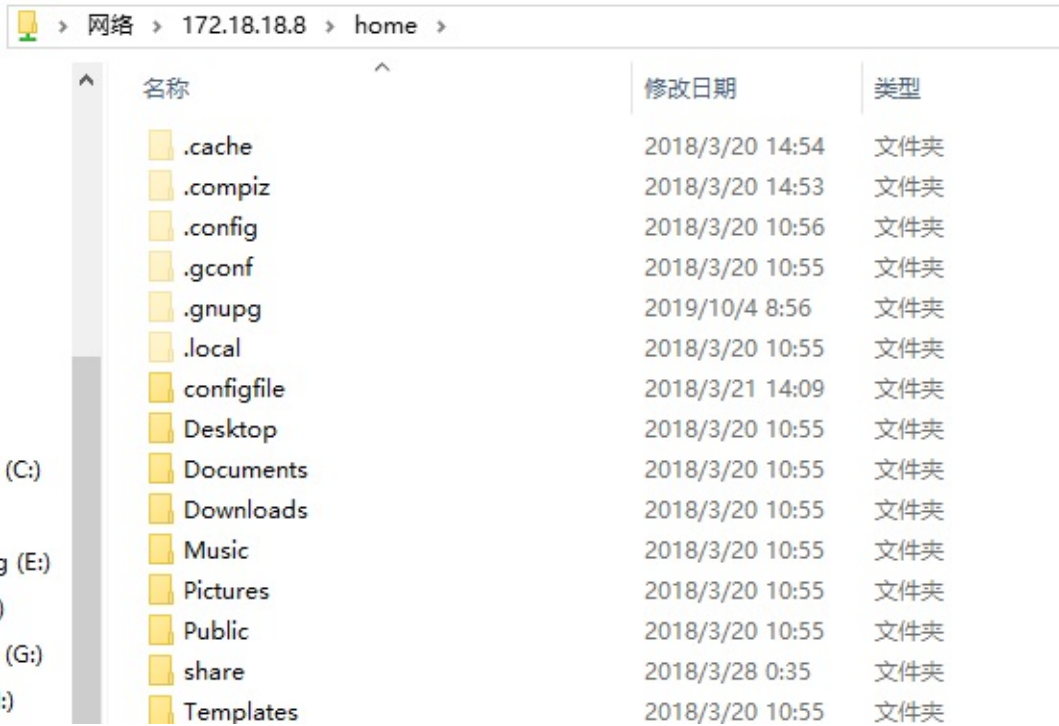 网络 > 172.18.18.8 > home >
名称 修改日期 类型
.cache 2018/3/20 14:54 文件夹
.compiz 2018/3/20 14:53 文件夹
.config 2018/3/20 10:56 文件夹
.gconf 2018/3/20 10:55 文件夹
.gnupg 2019/10/4 8:56 文件夹
.local 2018/3/20 10:55 文件夹
configfile 2018/3/21 14:09 文件夹
Desktop 2018/3/20 10:55 文件夹
(C:) Documents 2018/3/20 10:55 文件夹
Downloads 2018/3/20 10:55 文件夹
g (E:) Music 2018/3/20 10:55 文件夹
Pictures 2018/3/20 10:55 文件夹
) Public 2018/3/20 10:55 文件夹
(G:) share 2018/3/28 0:35 文件夹
:) Templates 2018/3/20 10:55 文件夹